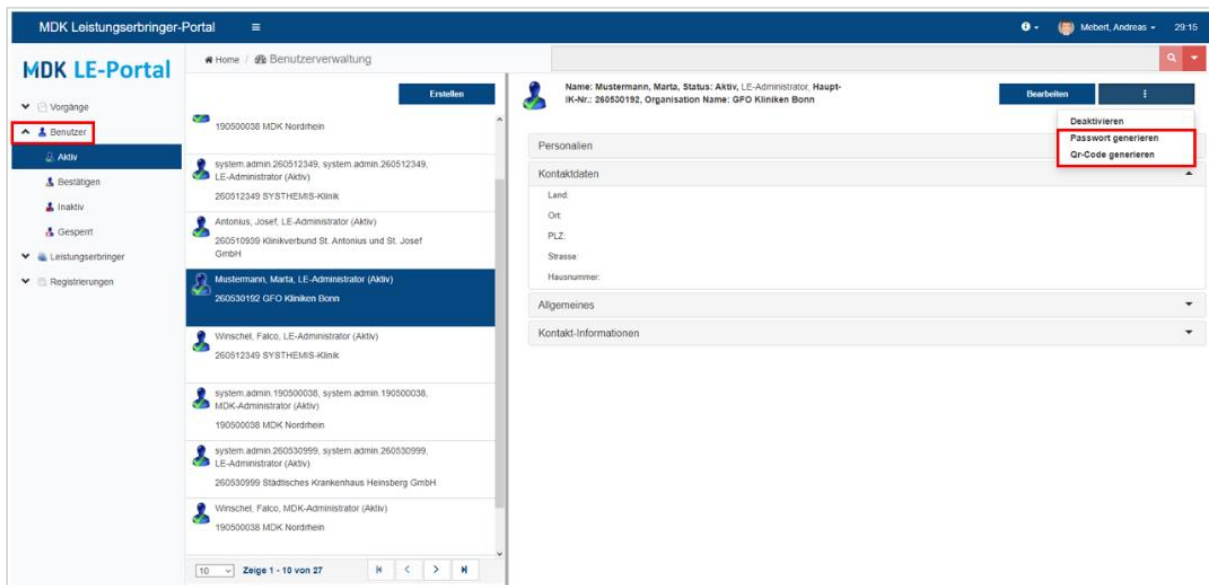 MDK Leistungserbringer-Portal
Mebert, Andreas
29:15
MDK LE-Portal
Home / Benutzerverwaltung
Vorgänge
Benutzer
Aktiv
Bestätigen
Inaktiv
Gesperrt
Leistungserbringer
Registrierungen
Erstellen
190500038 MDK Nordrhein
system.admin.260512349, system.admin.260512349,
LE-Administrator (Aktiv)
260512349 SYSTHEMIS-Klinik
Antonius, Josef, LE-Administrator (Aktiv)
260510939 Klinikverbund St. Antonius und St. Josef
GmbH
Mustermann, Marta, LE-Administrator (Aktiv)
260530192 GFO Kliniken Bonn
Winschel, Falco, LE-Administrator (Aktiv)
260512349 SYSTHEMIS-Klinik
system.admin.190500038, system.admin.190500038,
MDK-Administrator (Aktiv)
190500038 MDK Nordrhein
system.admin.260530999, system.admin.260530999,
LE-Administrator (Aktiv)
260530999 Städtisches Krankenhaus Heinsberg GmbH
Winschel, Falco, MDK-Administrator (Aktiv)
190500038 MDK Nordrhein
10
Zeige 1 - 10 von 27
Name: Mustermann, Marta, Status: Aktiv, LE-Administrator, Haupt-
IK-Nr.: 260530192, Organisation Name: GFO Kliniken Bonn
Bearbeiten
Deaktivieren
Passwort generieren
Qr-Code generieren
Personalien
Kontaktdaten
Land:
Ort:
PLZ:
Strasse:
Hausnummer:
Allgemeines
Kontakt-Informationen